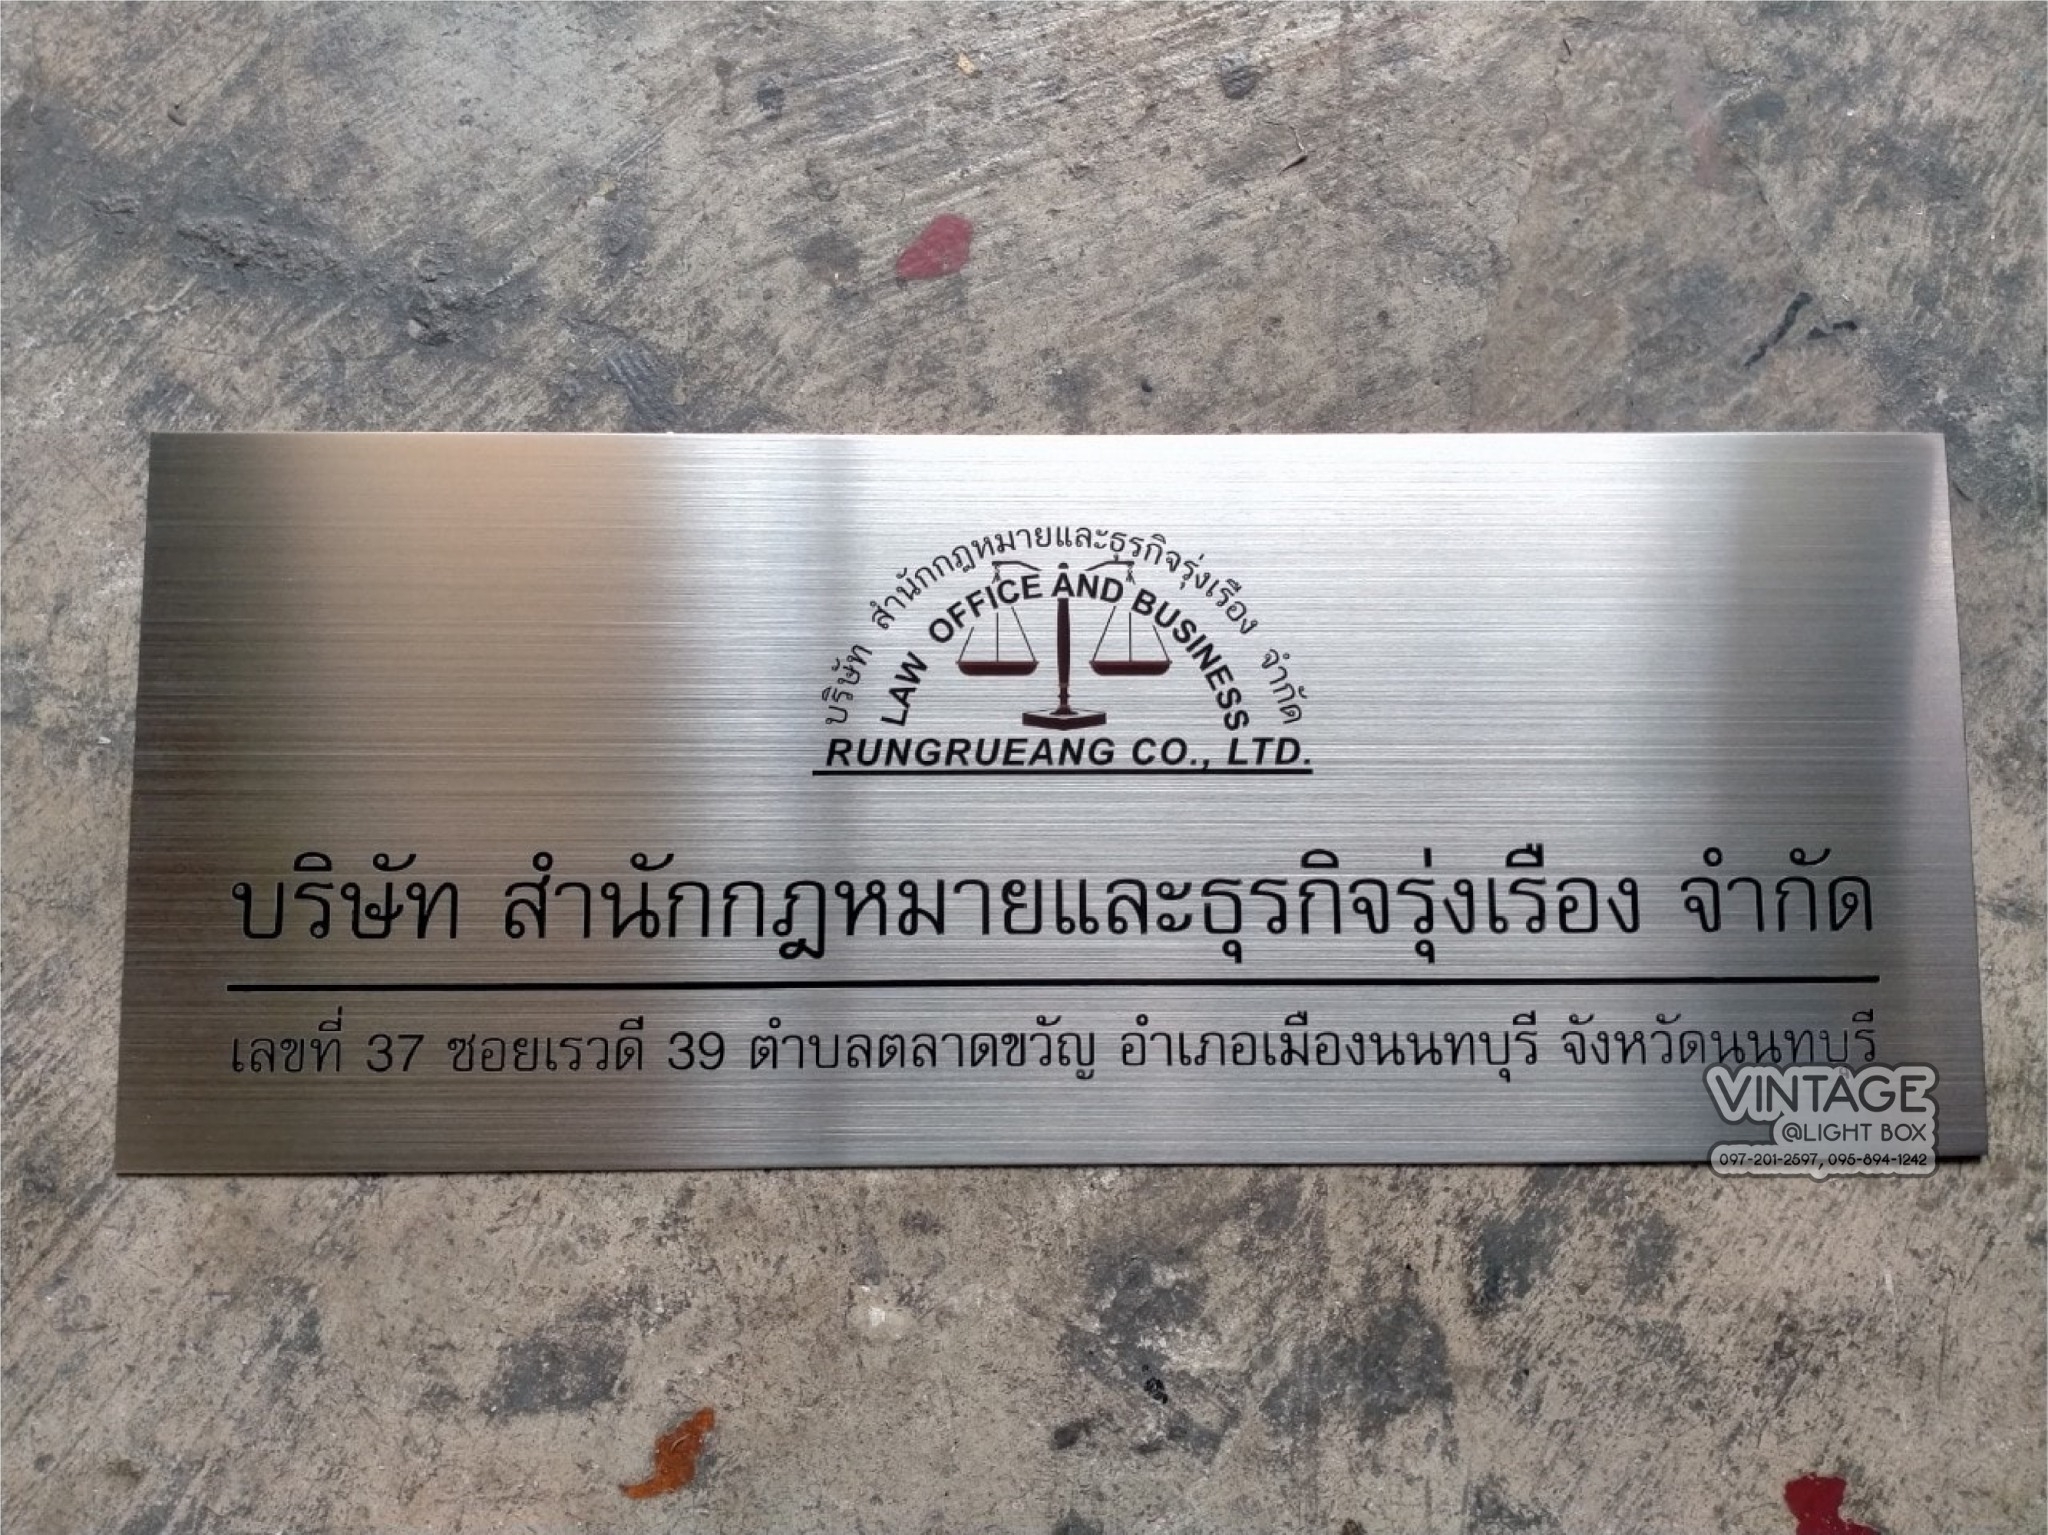 บริษัท สำนักกฎหมายและธุรกิจรุ่งเรือง จำกัด
LAW OFFICE AND BUSINESS
RUNGRUEANG CO., LTD.
บริษัท สำนักกฎหมายและธุรกิจรุ่งเรือง จำกัด
เลขที่ 37 ซอยเรวดี 39 ตำบลตลาดขวัญ อำเภอเมืองนนทบุรี จังหวัดนนทบุรี
VINTAGE
@LIGHT BOX
097-201-2597, 095-894-1242